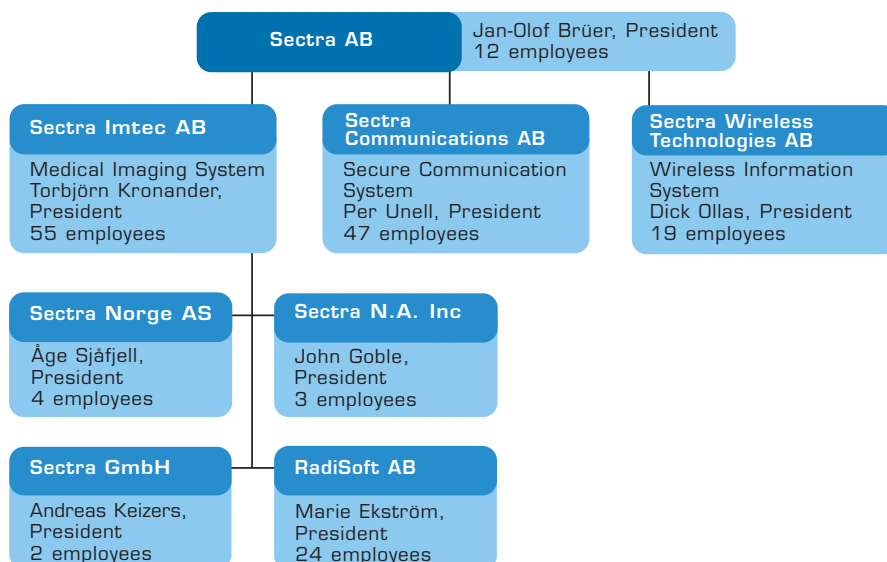 Sectra AB
Jan-Olof Brüer, President
12 employees
Sectra Imtec AB
Medical Imaging System
Torbjörn Kronander,
President
55 employees
Sectra
Communications AB
Secure Communication
System
Per Unell, President
47 employees
Sectra Wireless
Technologies AB
Wireless Information
System
Dick Ollas, President
19 employees
Sectra Norge AS
Åge Sjåfjell,
President
4 employees
Sectra N.A. Inc
John Goble,
President
3 employees
Sectra GmbH
Andreas Keizers,
President
2 employees
RadiSoft AB
Marie Ekström,
President
24 employees